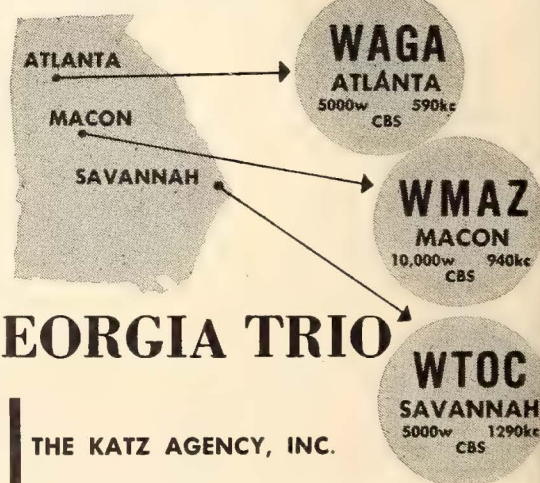 ATLANTA
MACON
SAVANNAH
WAGA
ATLANTA
5000w 590kc
CBS
WMAZ
MACON
10,000w 940kc
CBS
WTOC
SAVANNAH
5000w 1290kc
CBS
EORGIA TRIO
THE KATZ AGENCY, INC.